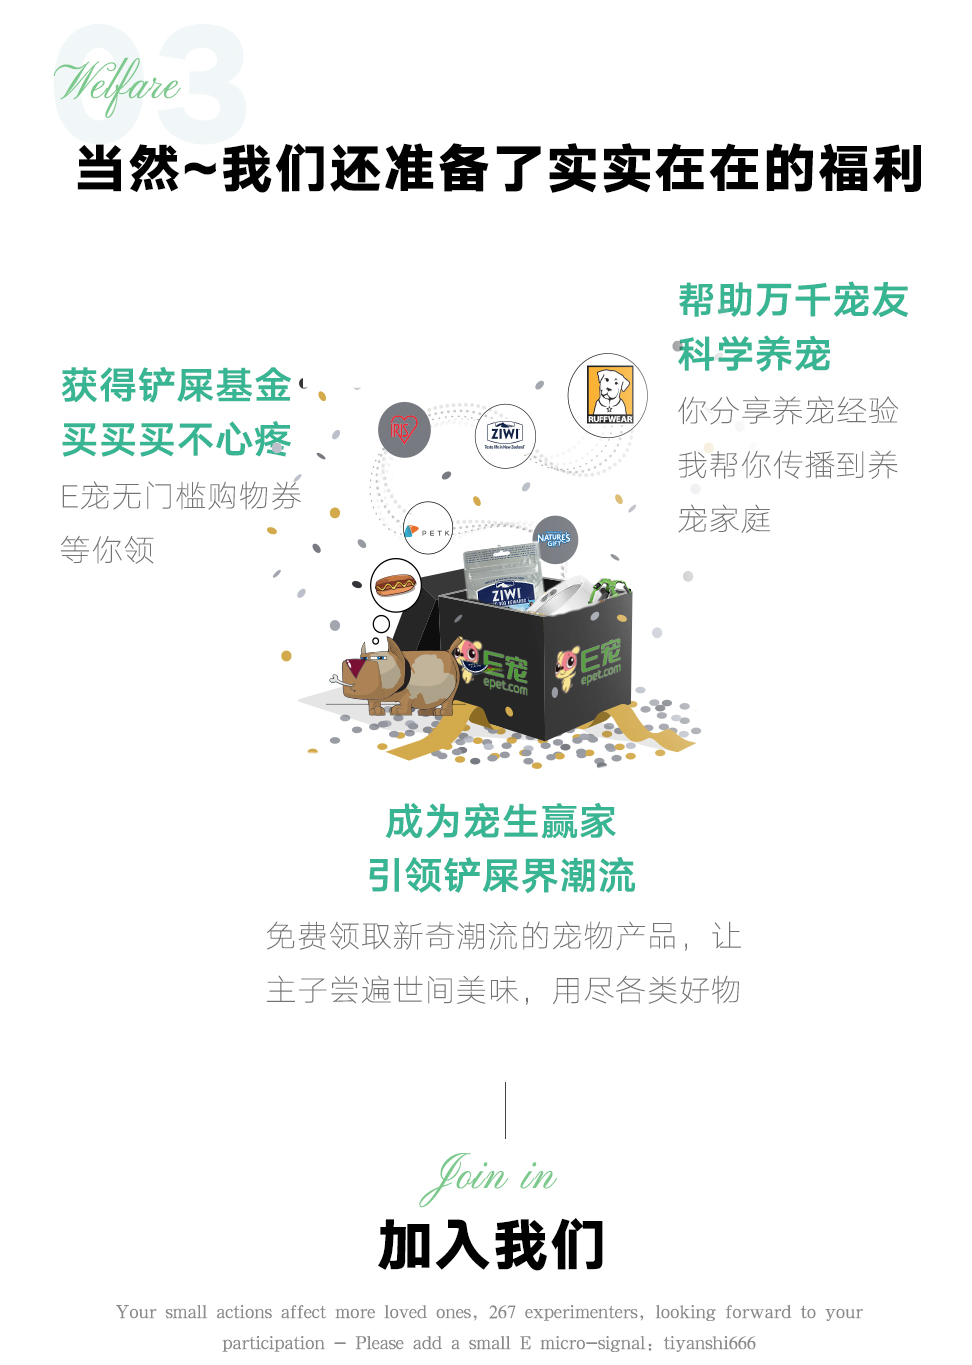 03
Welfare
当然~我们还准备了实实在在的福利
帮助万千宠友
科学养宠
你分享养宠经验
我帮你传播到养
宠家庭
获得铲屎基金
买买买不心疼
E宠无门槛购物券
等你领
RUFFWEAR
IRIS
ZIWI
PETK
NATURE'S
GIFT
ZIWI
E宠
epet.com
E宠
epet.com
成为宠生赢家
引领铲屎界潮流
免费领取新奇潮流的宠物产品，让
主子尝遍世间美味，用尽各类好物
Join in
加入我们
Your small actions affect more loved ones, 267 experimenters, looking forward to your
participation — Please add a small E micro-signal: tiyanshi666